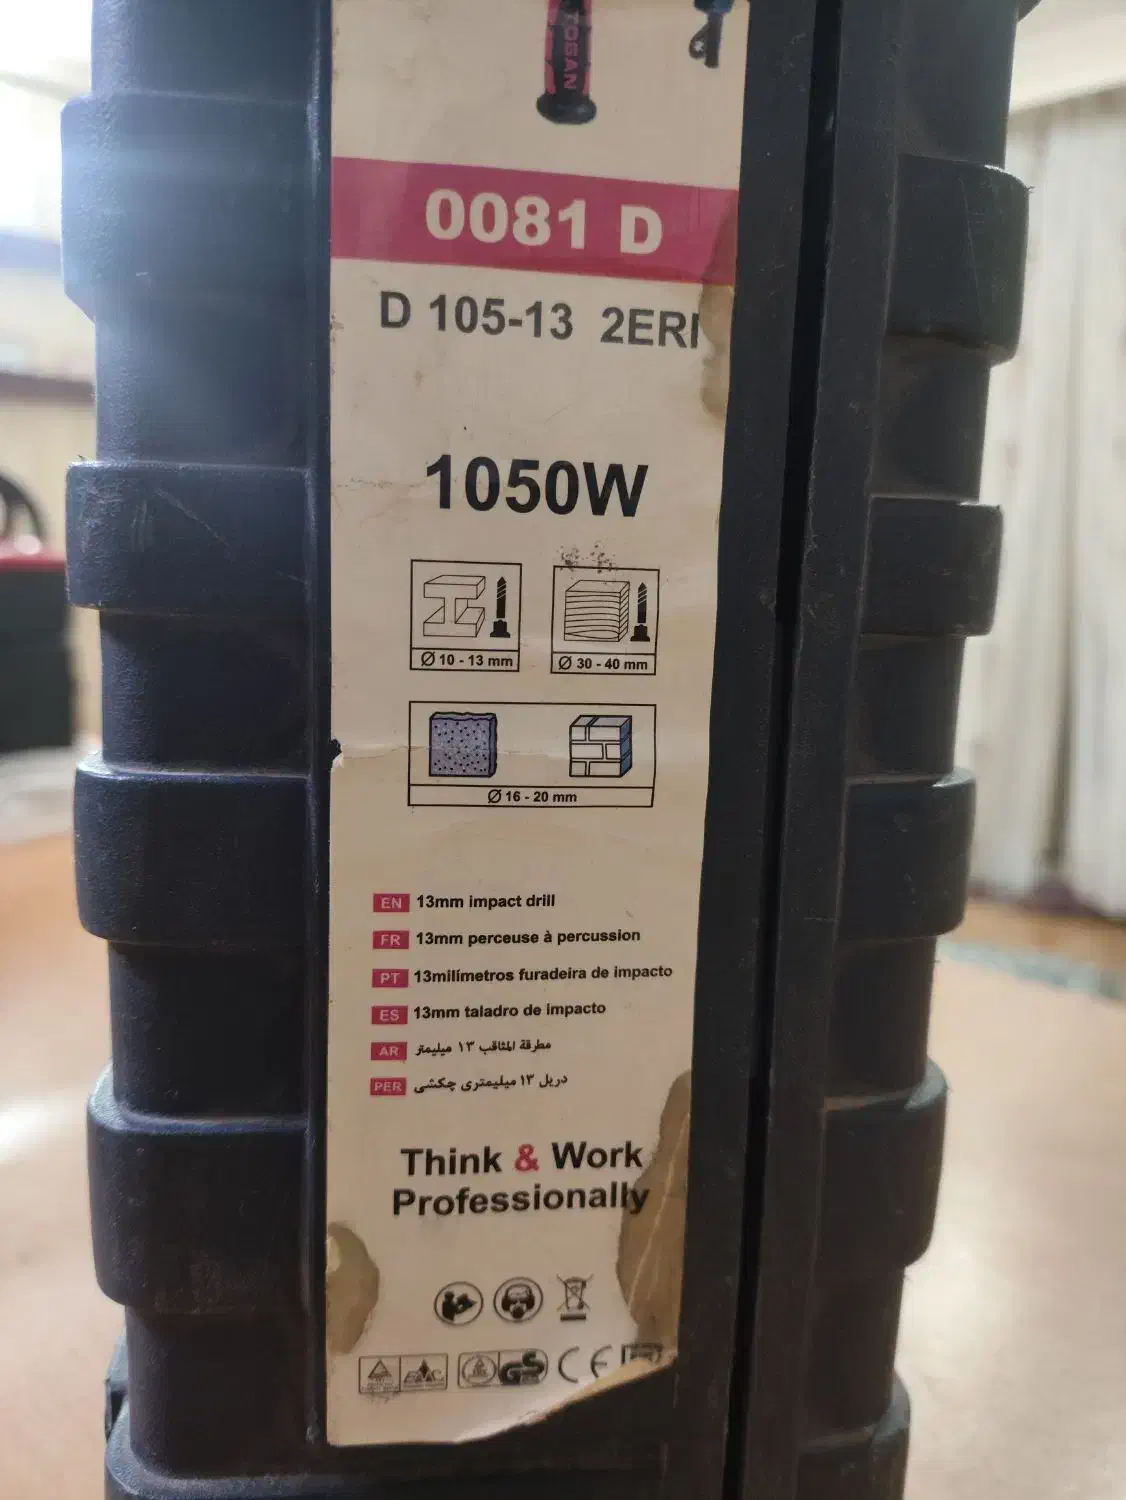 TOSAN
0081 D
D 105-13 2ERI
1050W
Ø 10 - 13 mm
Ø 30 - 40 mm
Ø 16 - 20 mm
EN 13mm impact drill
FR 13mm perceuse à percussion
PT 13milímetros furadeira de impacto
ES 13mm taladro de impacto
AR مطرقة المثاقب ١٣ ميليمتر
PER دریل ۱۳ میلیمتری چکشی
Think & Work
Professionally
EMC GS CE